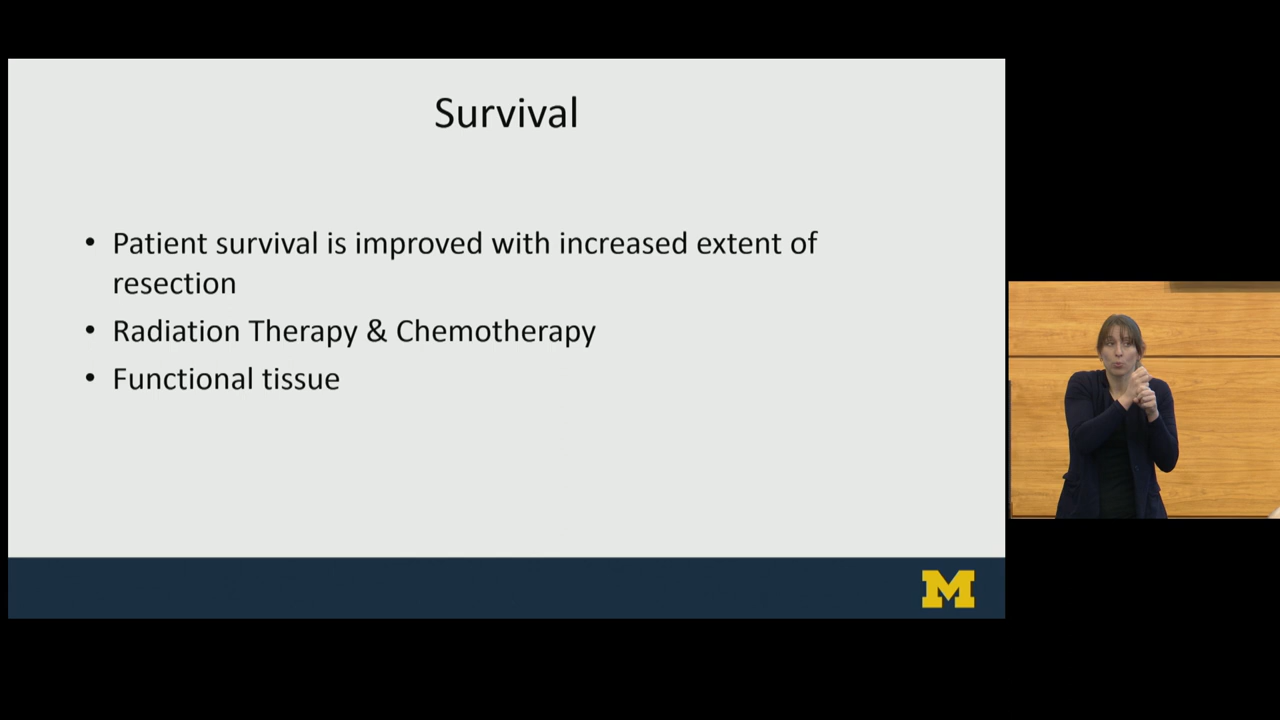 Survival
• Patient survival is improved with increased extent of
resection
• Radiation Therapy & Chemotherapy
• Functional tissue
M